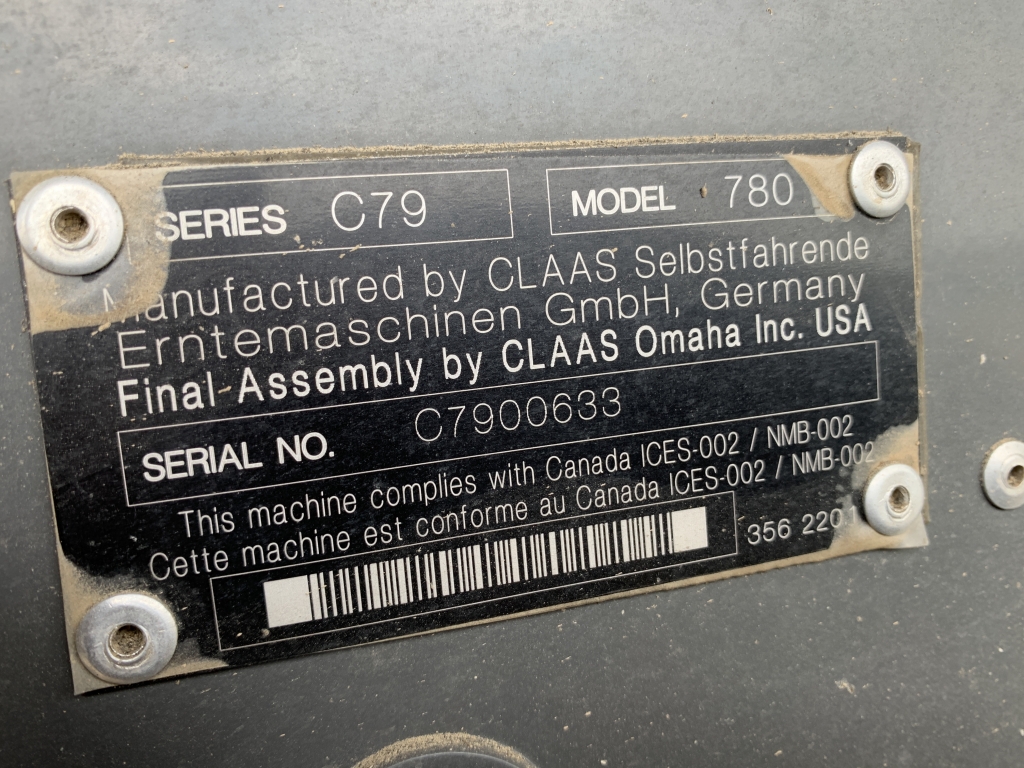 SERIES C79 MODEL 780
Manufactured by CLAAS Selbstfahrende
Erntemaschinen GmbH, Germany
Final Assembly by CLAAS Omaha Inc. USA
SERIAL NO. C7900633
This machine complies with Canada ICES-002 / NMB-002
Cette machine est conforme au Canada ICES-002 / NMB-002
356 2201